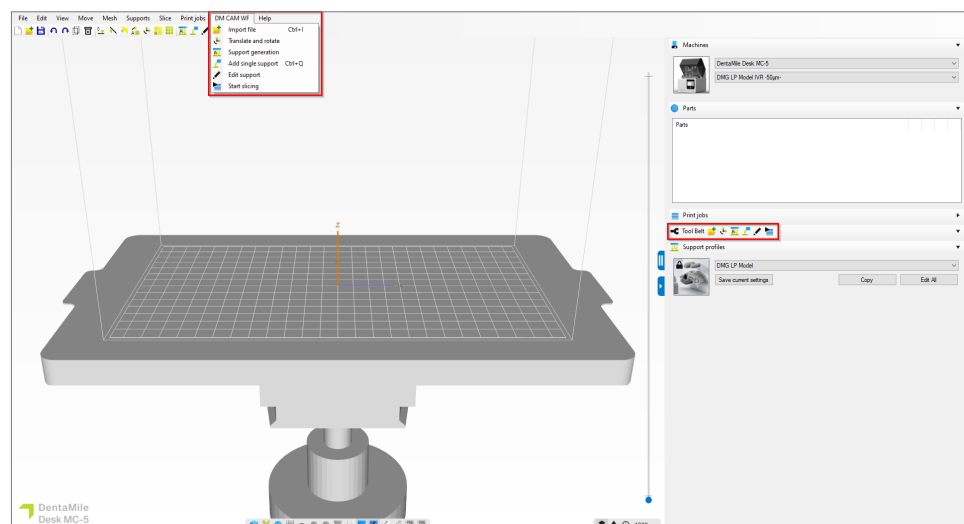 File Edit View Move Mesh Supports Slice Print jobs DM CAM WF Help
Import file Ctrl+I
Translate and rotate
Support generation
Add single support Ctrl+Q
Edit support
Start slicing
Machines
DentaMile Desk MC-5
DMG LP Model IVR -50µm-
Parts
Parts
Print jobs
Tool Belt
Support profiles
DMG LP Model
Save current settings Copy Edit All
z
DentaMile
Desk MC-5